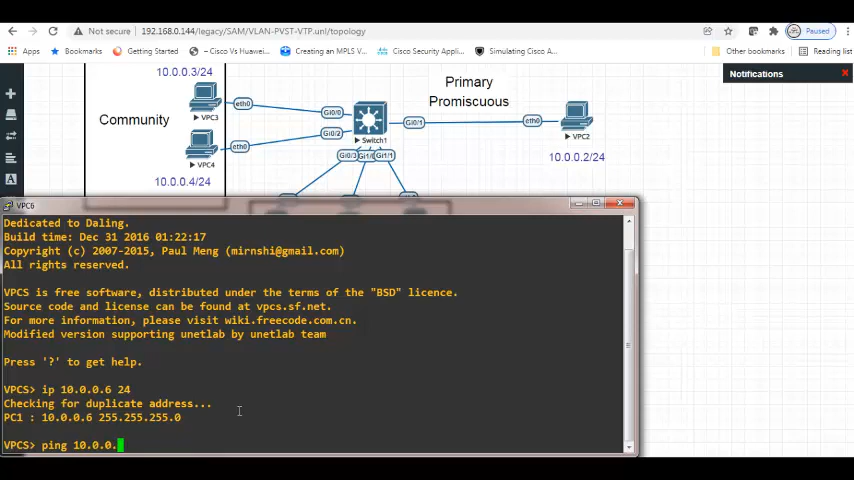 Not secure | 192.168.0.144/legacy/SAM/VLAN-PVST-VTP.unl/topology
Paused
Apps
Bookmarks
Getting Started
– Cisco Vs Huawei...
Creating an MPLS V...
Cisco Security Appl...
Simulating Cisco A...
Other bookmarks
Reading list
Notifications
10.0.0.3/24
Primary
Promiscuous
Community
VPC3
eth0
Gi0/0
Gi0/1
eth0
VPC2
Switch1
10.0.0.2/24
VPC4
eth0
Gi0/2
Gi0/3
Gi1/1
10.0.0.4/24
VPC6
Dedicated to Daling.
Build time: Dec 31 2016 01:22:17
Copyright (c) 2007-2015, Paul Meng (mirnshi@gmail.com)
All rights reserved.
VPCS is free software, distributed under the terms of the "BSD" licence.
Source code and license can be found at vpcs.sf.net.
For more information, please visit wiki.freecode.com.cn.
Modified version supporting unetlab by unetlab team
Press '?' to get help.
VPCS> ip 10.0.0.6 24
Checking for duplicate address...
PC1 : 10.0.0.6 255.255.255.0
VPCS> ping 10.0.0.